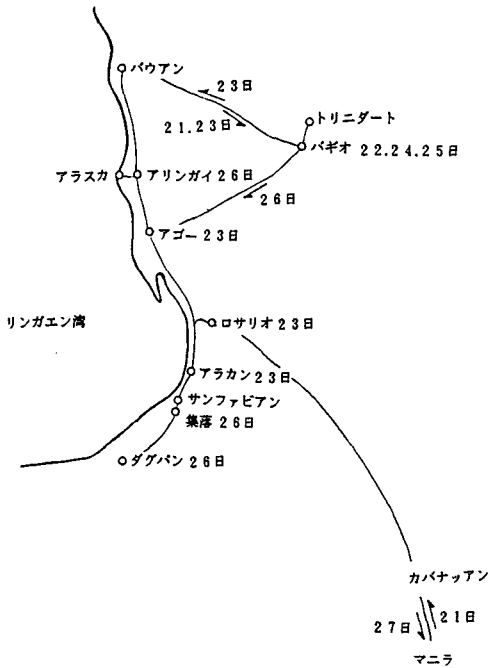 バウアン
23日
トリニダート
21.23日
バギオ 22.24.25日
アラスカ
アリンガイ 26日
26日
アゴー 23日
リンガエン湾
ロサリオ 23日
アラカン 23日
サンファビアン
集落 26日
ダグパン 26日
カバナッアン
27日
21日
マニラ